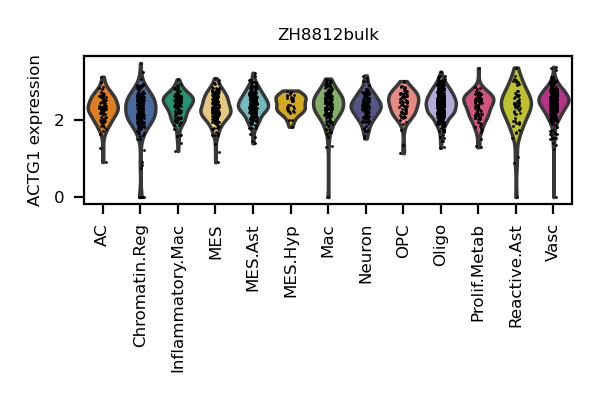 ZH8812bulk
ACTG1 expression
2
0
AC
Chromatin.Reg
Inflammatory.Mac
MES
MES.Ast
MES.Hyp
Mac
Neuron
OPC
Oligo
Prolif.Metab
Reactive.Ast
Vasc